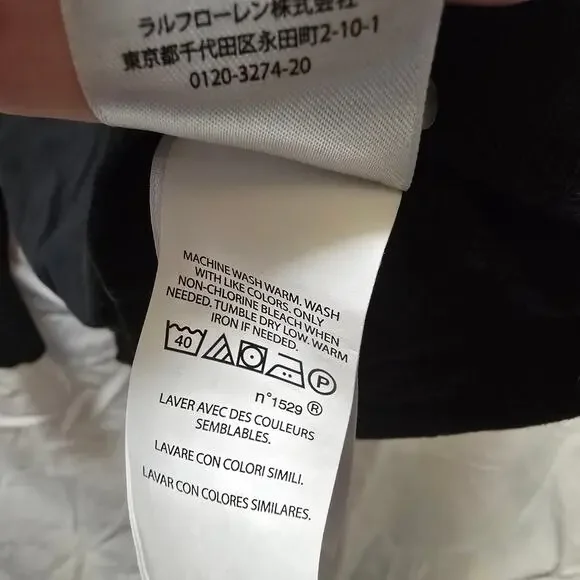 ラルフローレン株式会社
東京都千代田区永田町2-10-1
0120-3274-20
MACHINE WASH WARM. WASH
WITH LIKE COLORS. ONLY
NON-CHLORINE BLEACH WHEN
NEEDED. TUMBLE DRY LOW. WARM
IRON IF NEEDED.
40 P
n°1529 ®
LAVER AVEC DES COULEURS
SEMBLABLES.
LAVARE CON COLORI SIMILI.
LAVAR CON COLORES SIMILARES.